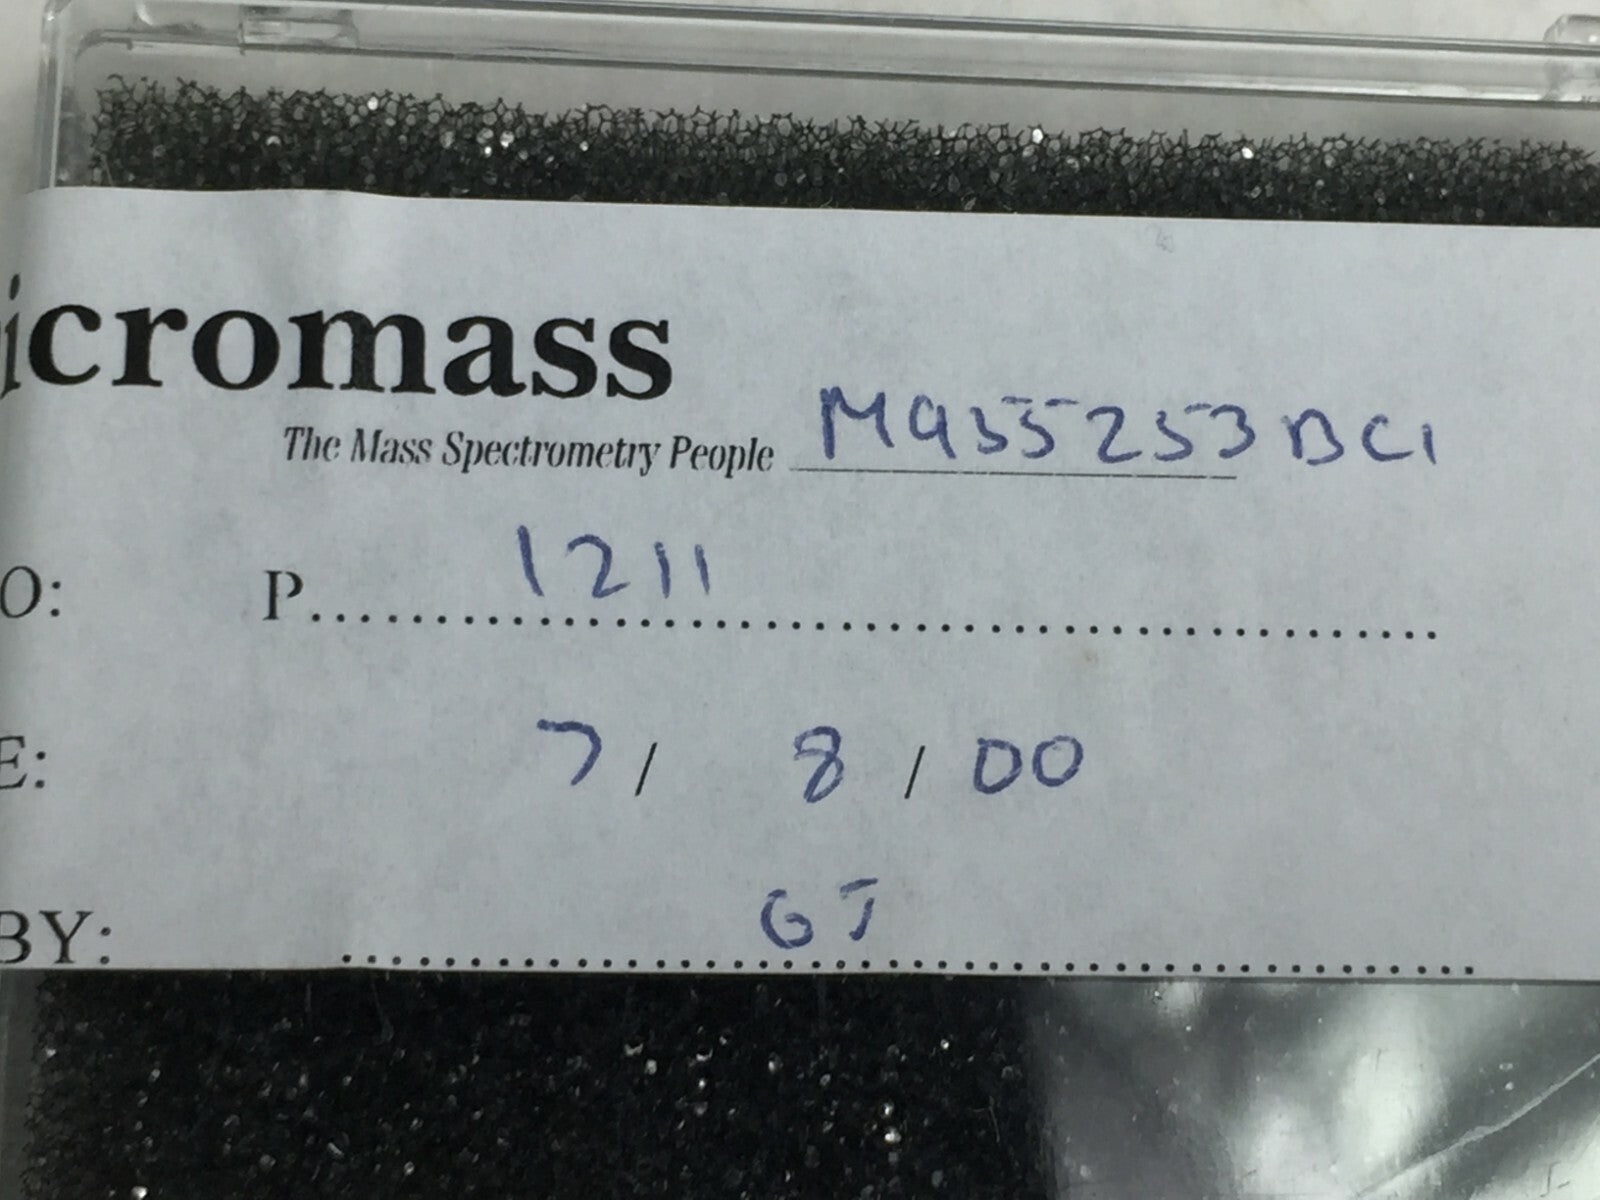 icromass
The Mass Spectrometry People M955253BC1
O: P 1211
E: 7/ 8 / 00
BY: GJ